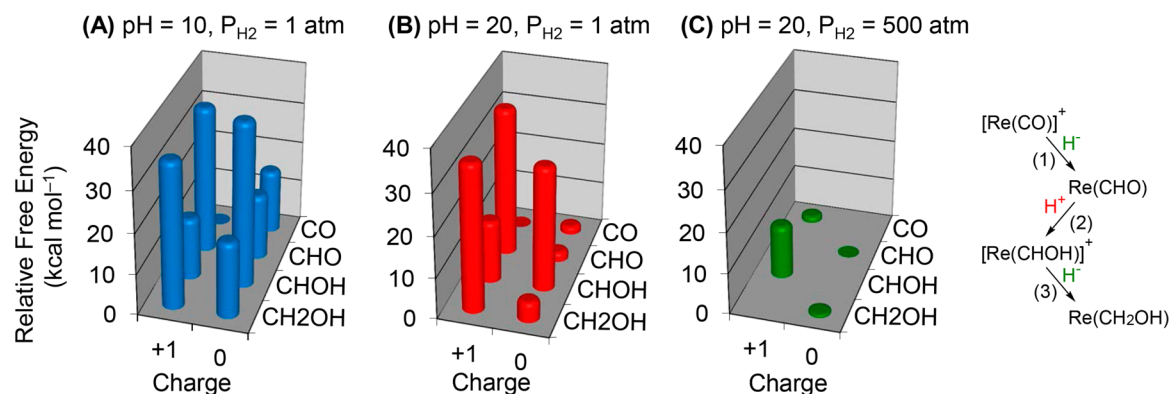 (A) pH = 10, P_H2 = 1 atm
(B) pH = 20, P_H2 = 1 atm
(C) pH = 20, P_H2 = 500 atm
Relative Free Energy
(kcal mol⁻¹)
40
30
20
10
0
CO
CHO
CHOH
CH2OH
+1
0
Charge
40
30
20
10
0
CO
CHO
CHOH
CH2OH
+1
0
Charge
40
30
20
10
0
CO
CHO
CHOH
CH2OH
+1
0
Charge
[Re(CO)]⁺
H⁻
(1)
Re(CHO)
H⁺
(2)
[Re(CHOH)]⁺
H⁻
(3)
Re(CH₂OH)